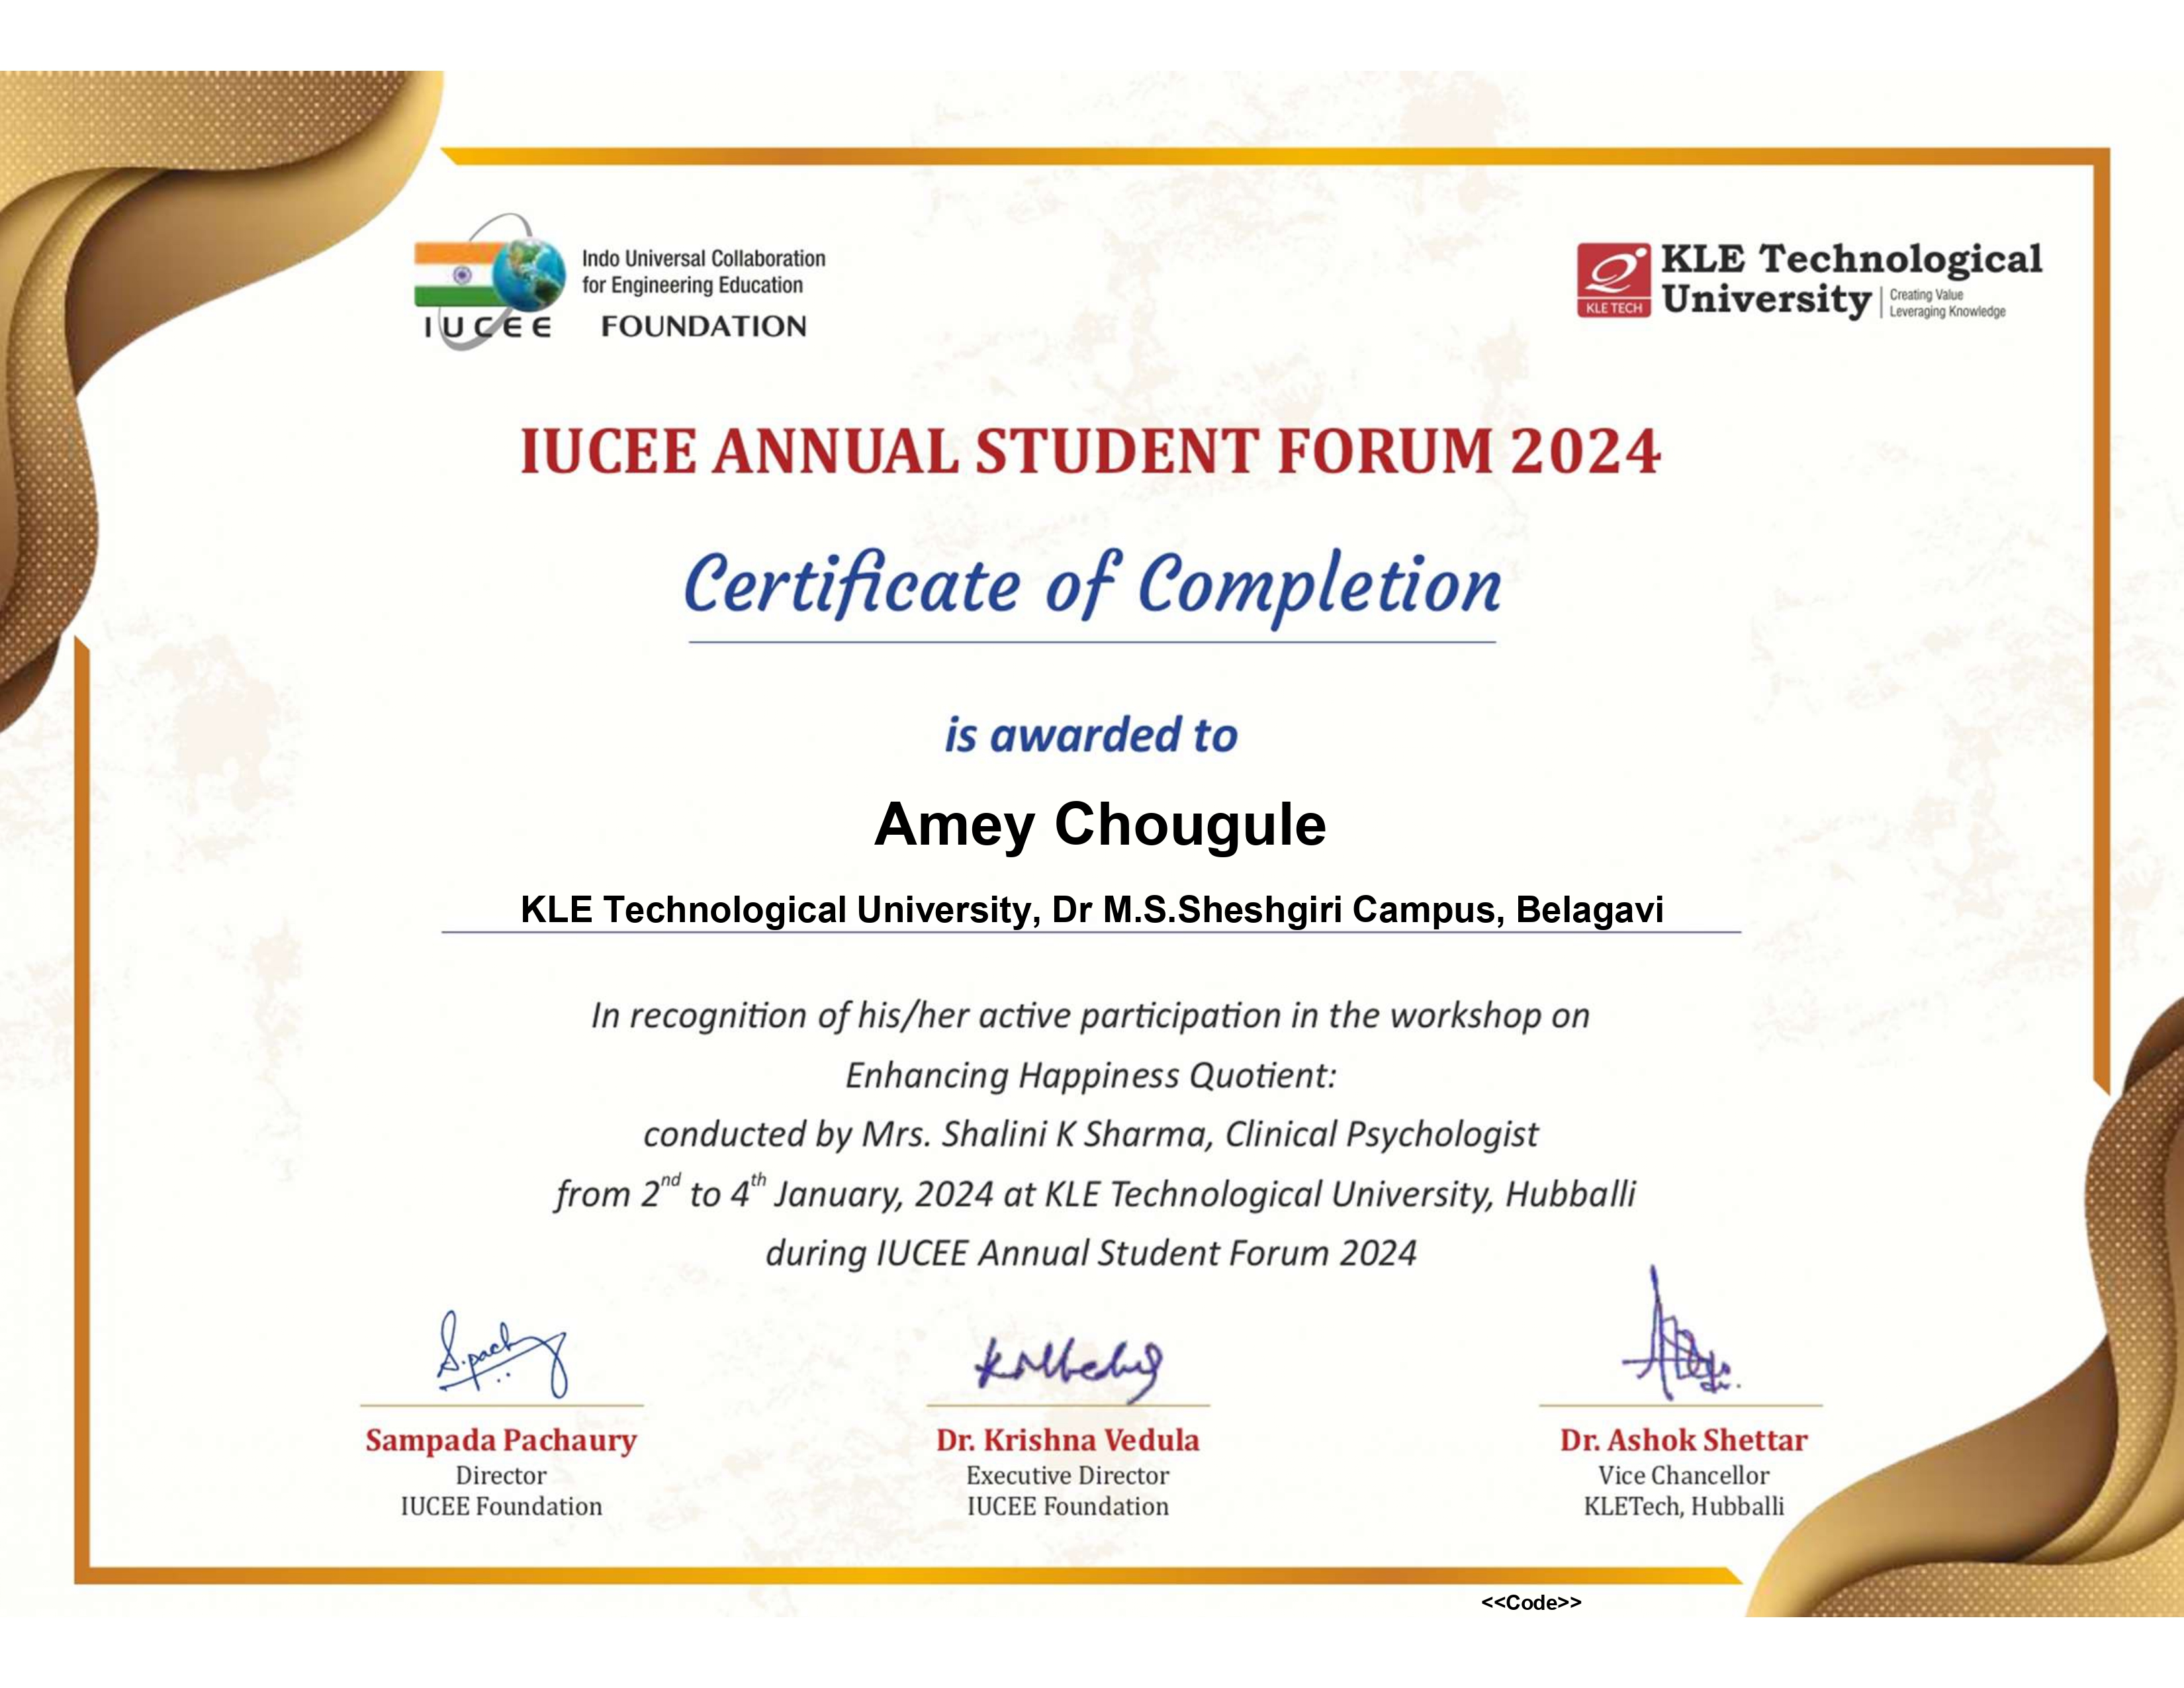 Indo Universal Collaboration
for Engineering Education
IUCEE FOUNDATION
KLE TECH
KLE Technological
University
Creating Value
Leveraging Knowledge
IUCEE ANNUAL STUDENT FORUM 2024
Certificate of Completion
is awarded to
Amey Chougule
KLE Technological University, Dr M.S.Sheshgiri Campus, Belagavi
In recognition of his/her active participation in the workshop on
Enhancing Happiness Quotient:
conducted by Mrs. Shalini K Sharma, Clinical Psychologist
from 2nd to 4th January, 2024 at KLE Technological University, Hubballi
during IUCEE Annual Student Forum 2024
Sampada Pachaury
Director
IUCEE Foundation
Dr. Krishna Vedula
Executive Director
IUCEE Foundation
Dr. Ashok Shettar
Vice Chancellor
KLETech, Hubballi
<<Code>>